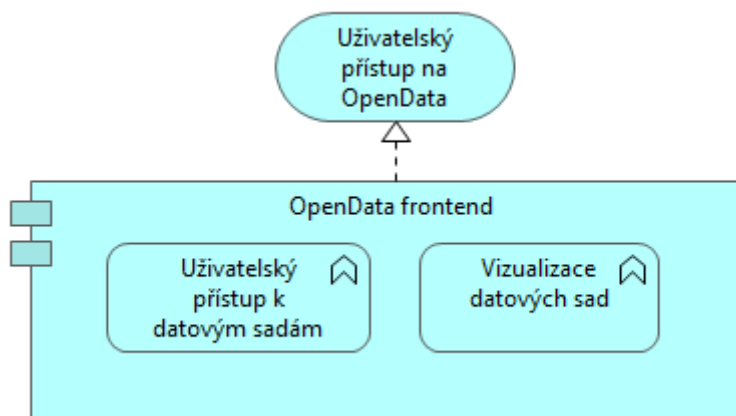 Uživatelský
přístup na
OpenData
OpenData frontend
Uživatelský
přístup k
datovým sadám
Vizualizace
datových sad